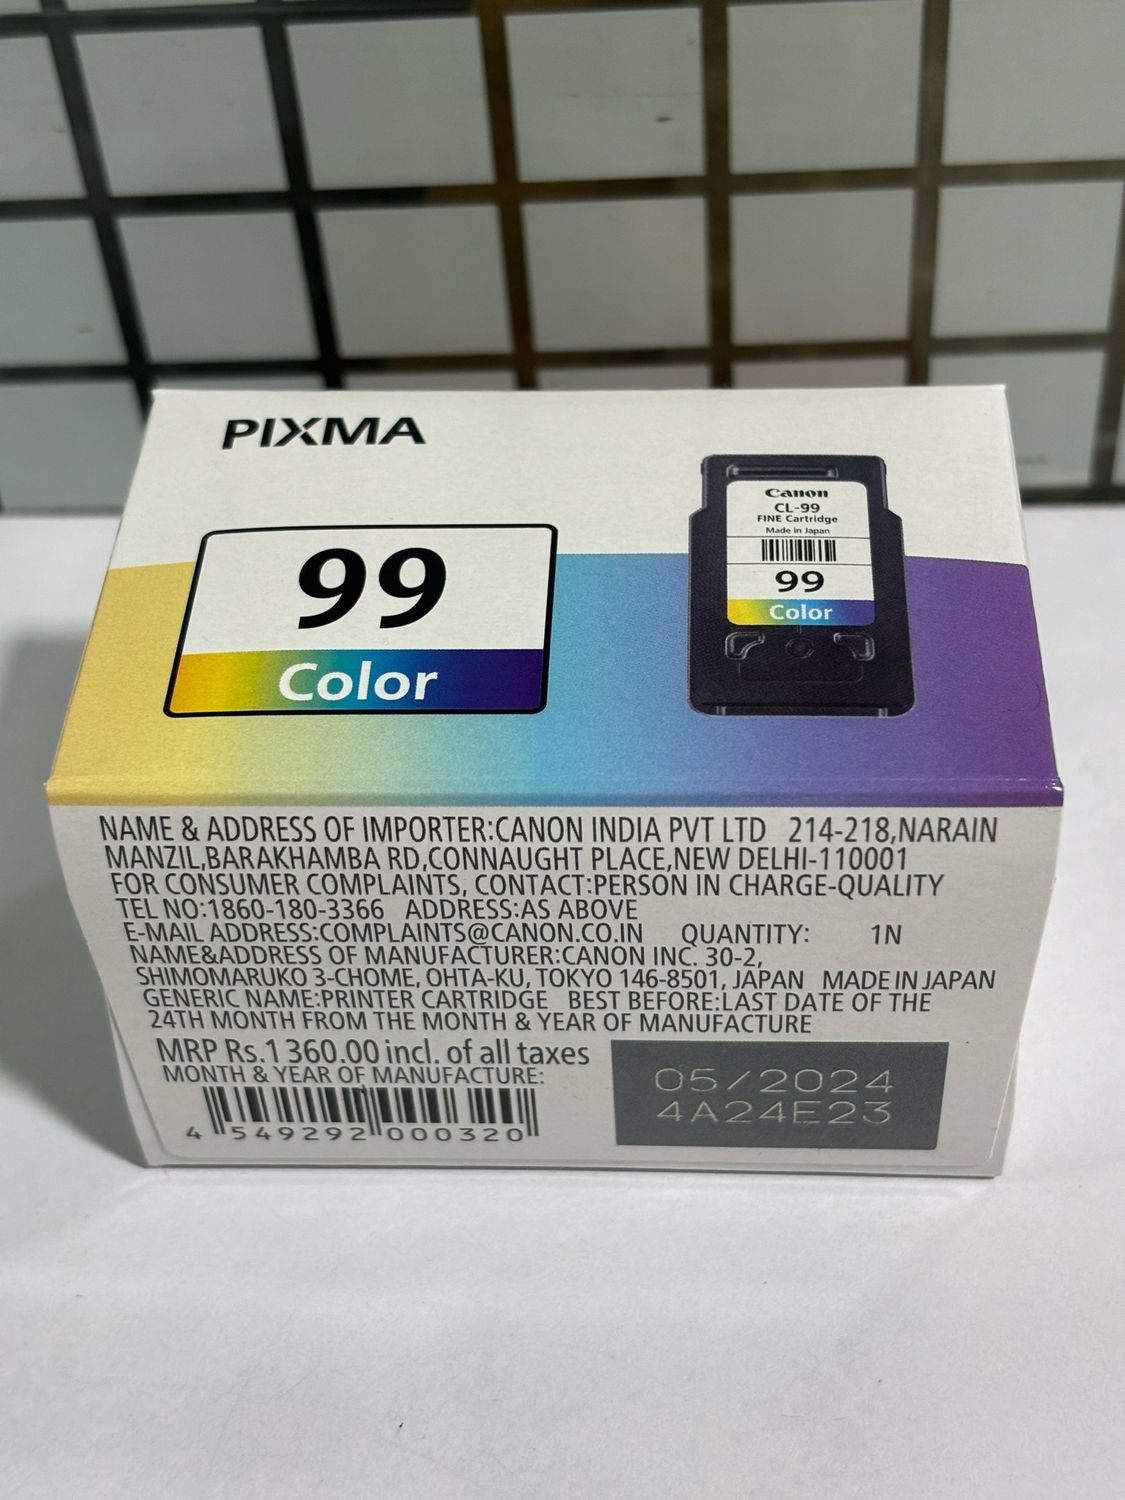 PIXMA
99
Color
Canon
CL-99
FINE Cartridge
Made in Japan
99
Color
NAME & ADDRESS OF IMPORTER:CANON INDIA PVT LTD 214-218,NARAIN
MANZIL,BARAKHAMBA RD,CONNAUGHT PLACE,NEW DELHI-110001
FOR CONSUMER COMPLAINTS, CONTACT:PERSON IN CHARGE-QUALITY
TEL NO:1860-180-3366 ADDRESS:AS ABOVE
E-MAIL ADDRESS:COMPLAINTS@CANON.CO.IN QUANTITY: 1N
NAME&ADDRESS OF MANUFACTURER:CANON INC. 30-2,
SHIMOMARUKO 3-CHOME, OHTA-KU, TOKYO 146-8501, JAPAN MADE IN JAPAN
GENERIC NAME:PRINTER CARTRIDGE BEST BEFORE:LAST DATE OF THE
24TH MONTH FROM THE MONTH & YEAR OF MANUFACTURE
MRP Rs.1 360.00 incl. of all taxes
MONTH & YEAR OF MANUFACTURE:
05/2024
4A24E23
4 549292 000320